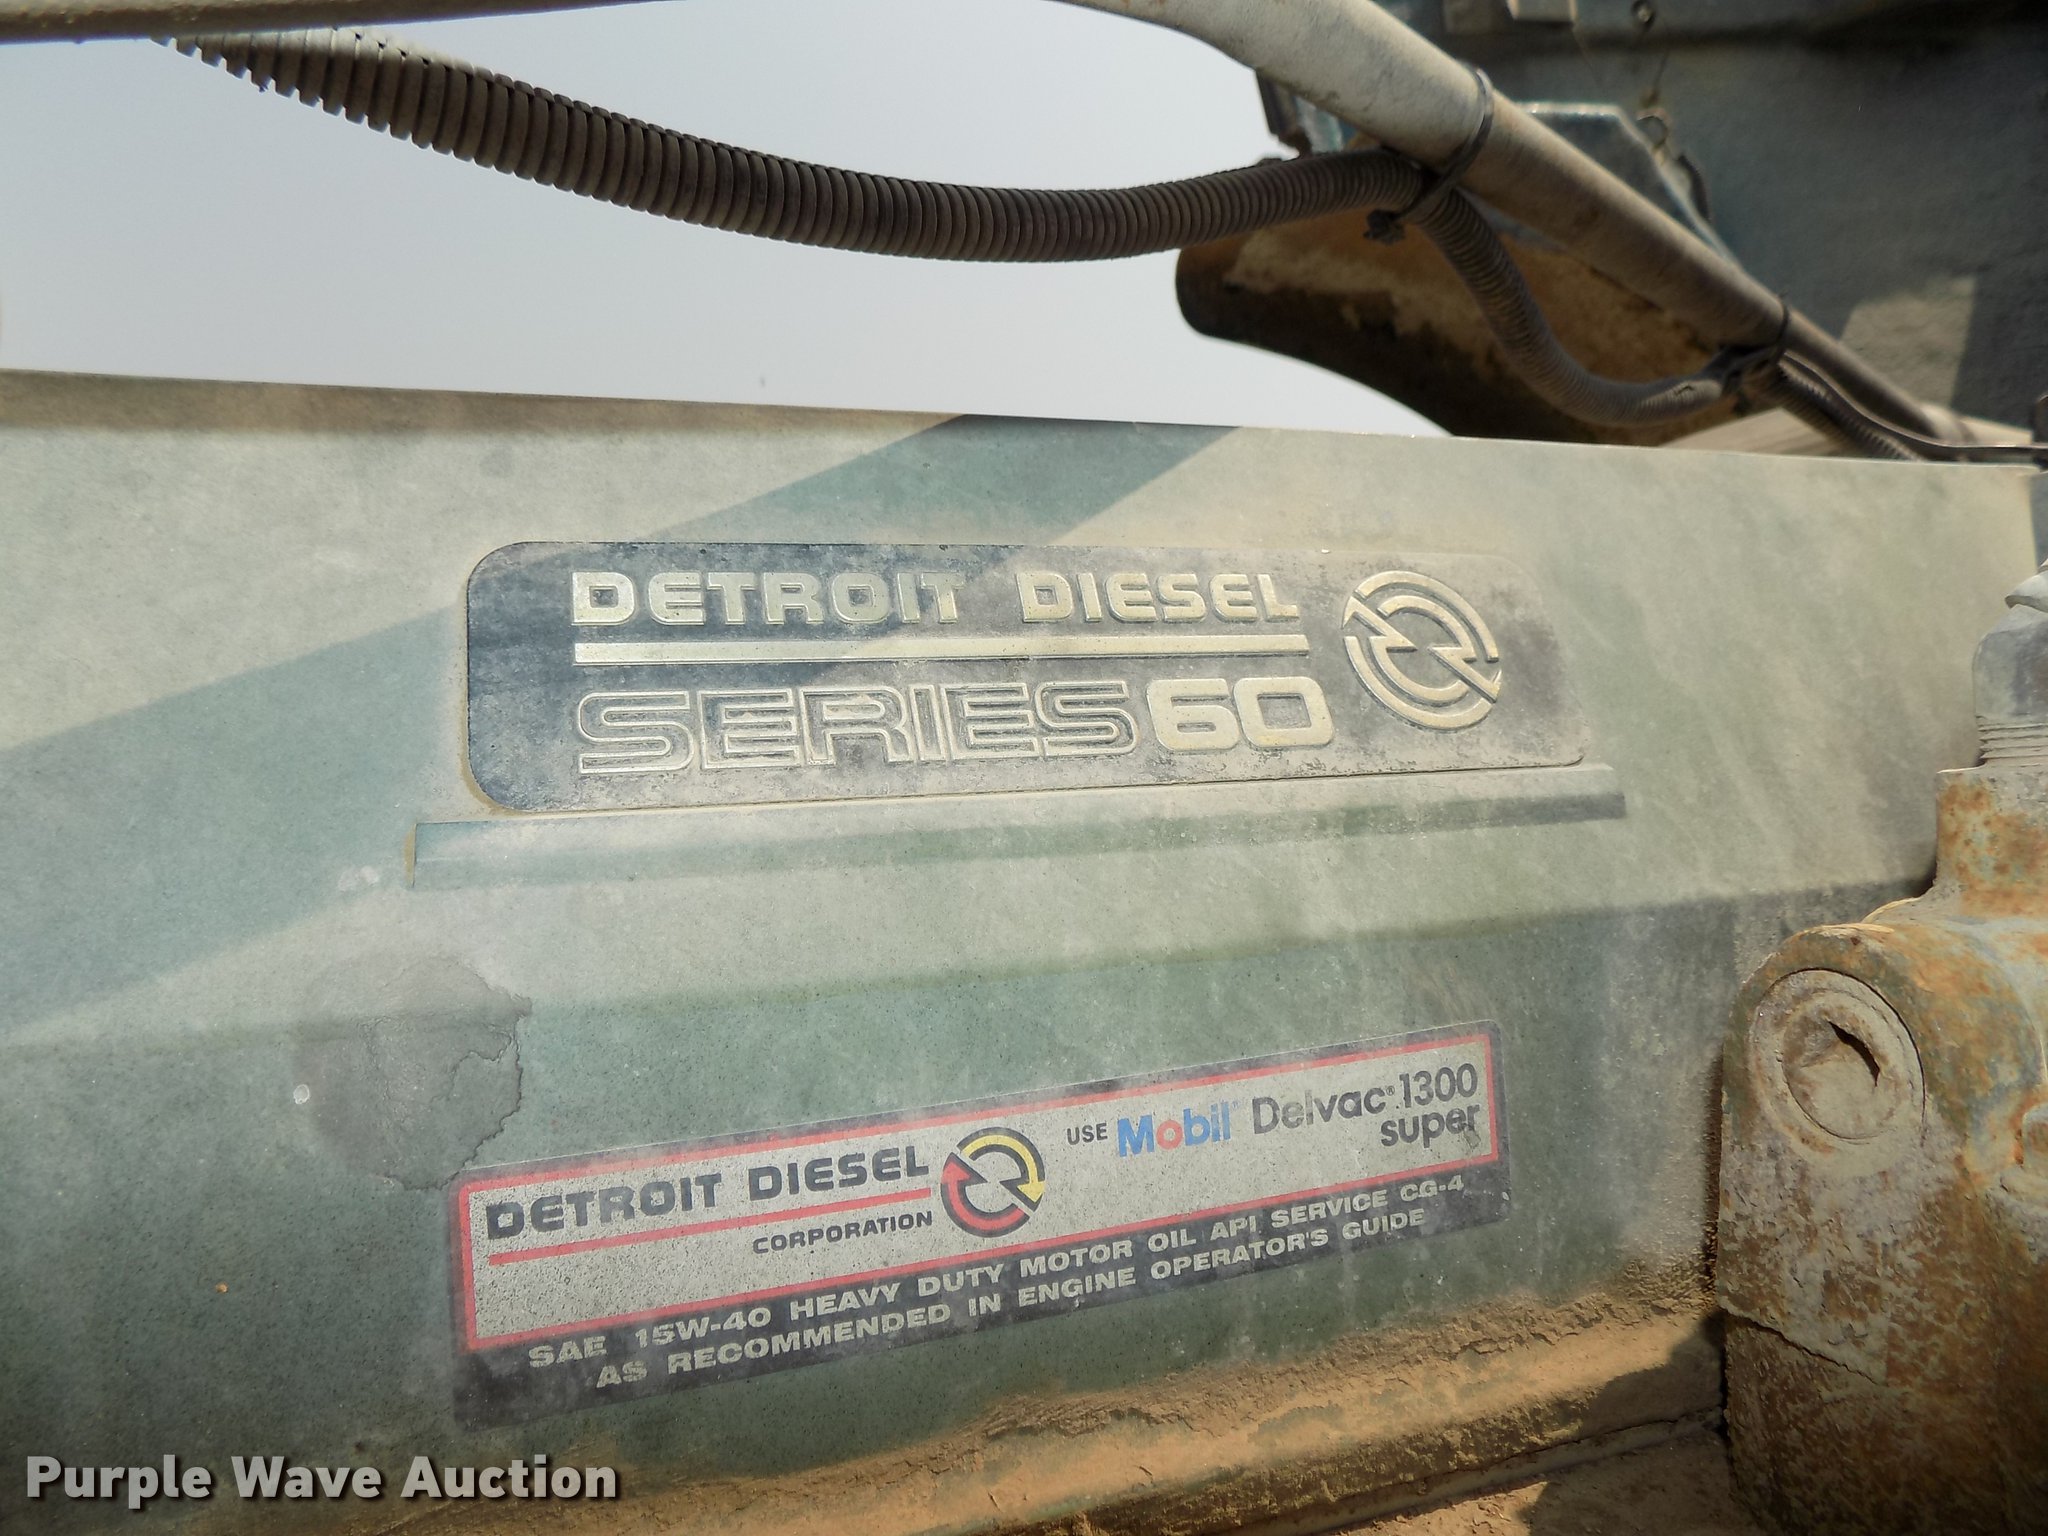 DETROIT DIESEL
SERIES 60
DETROIT DIESEL
CORPORATION
USE Mobil Delvac® 1300
super
SAE 15W-40 HEAVY DUTY MOTOR OIL API SERVICE CG-4
AS RECOMMENDED IN ENGINE OPERATOR'S GUIDE
Purple Wave Auction